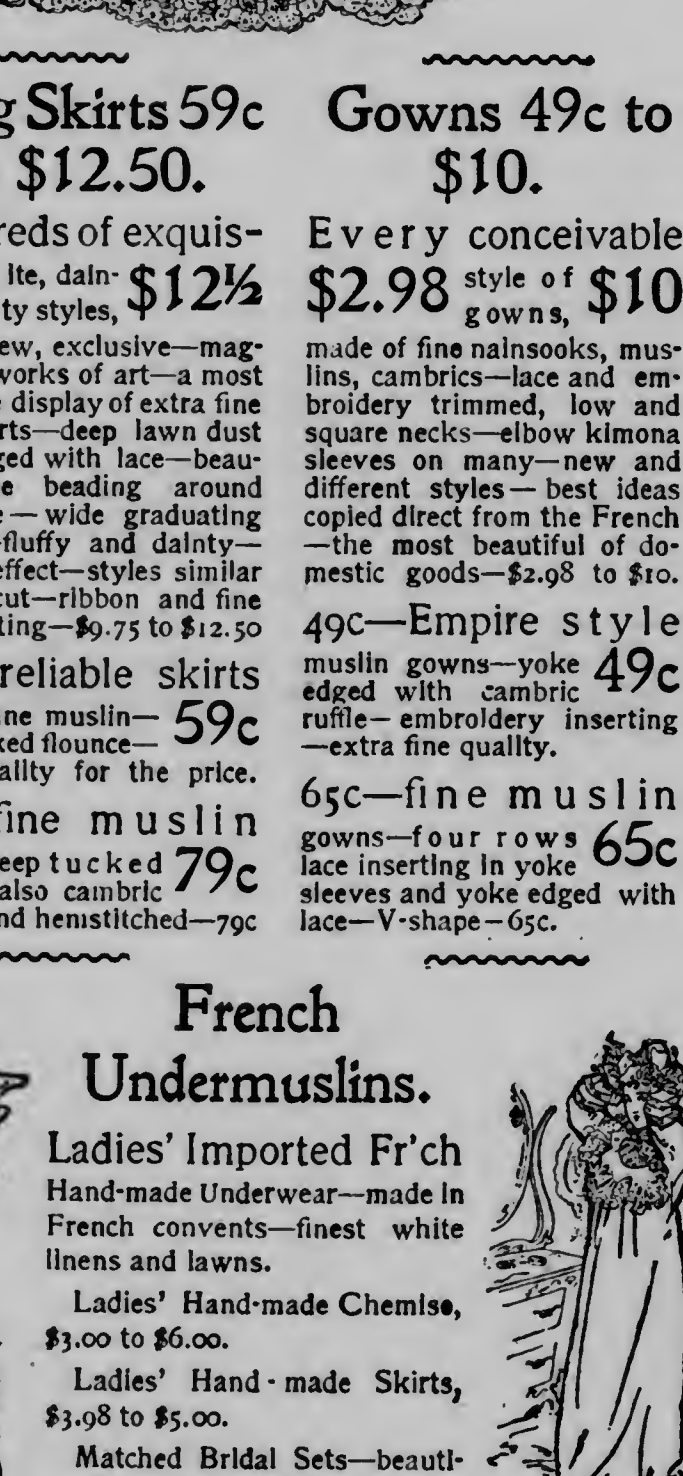 g Skirts 59c
$12.50.
reds of exquis-
ite, dain- $12½
ty styles,
ew, exclusive—mag-
works of art—a most
e display of extra fine
rts—deep lawn dust
ged with lace—beau-
e beading around
e—wide graduating
-fluffy and dainty—
effect—styles similar
cut—ribbon and fine
ting—$9.75 to $12.50
reliable skirts
ne muslin— 59c
ked flounce—
ality for the price.
fine muslin
eep tucked 79c
also cambric
nd hemstitched—79c
Gowns 49c to
$10.
Every conceivable
$2.98 style of $10
gowns,
made of fine nainsooks, mus-
lins, cambrics—lace and em-
broidery trimmed, low and
square necks—elbow kimona
sleeves on many—new and
different styles—best ideas
copied direct from the French
—the most beautiful of do-
mestic goods—$2.98 to $10.
49c—Empire style
muslin gowns—yoke 49c
edged with cambric
ruffle—embroidery inserting
—extra fine quality.
65c—fine muslin
gowns—four rows 65c
lace inserting in yoke
sleeves and yoke edged with
lace—V-shape—65c.
French
Undermuslins.
Ladies' Imported Fr'ch
Hand-made Underwear—made in
French convents—finest white
linens and lawns.
Ladies' Hand-made Chemise,
$3.00 to $6.00.
Ladies' Hand-made Skirts,
$3.98 to $5.00.
Matched Bridal Sets—beauti-